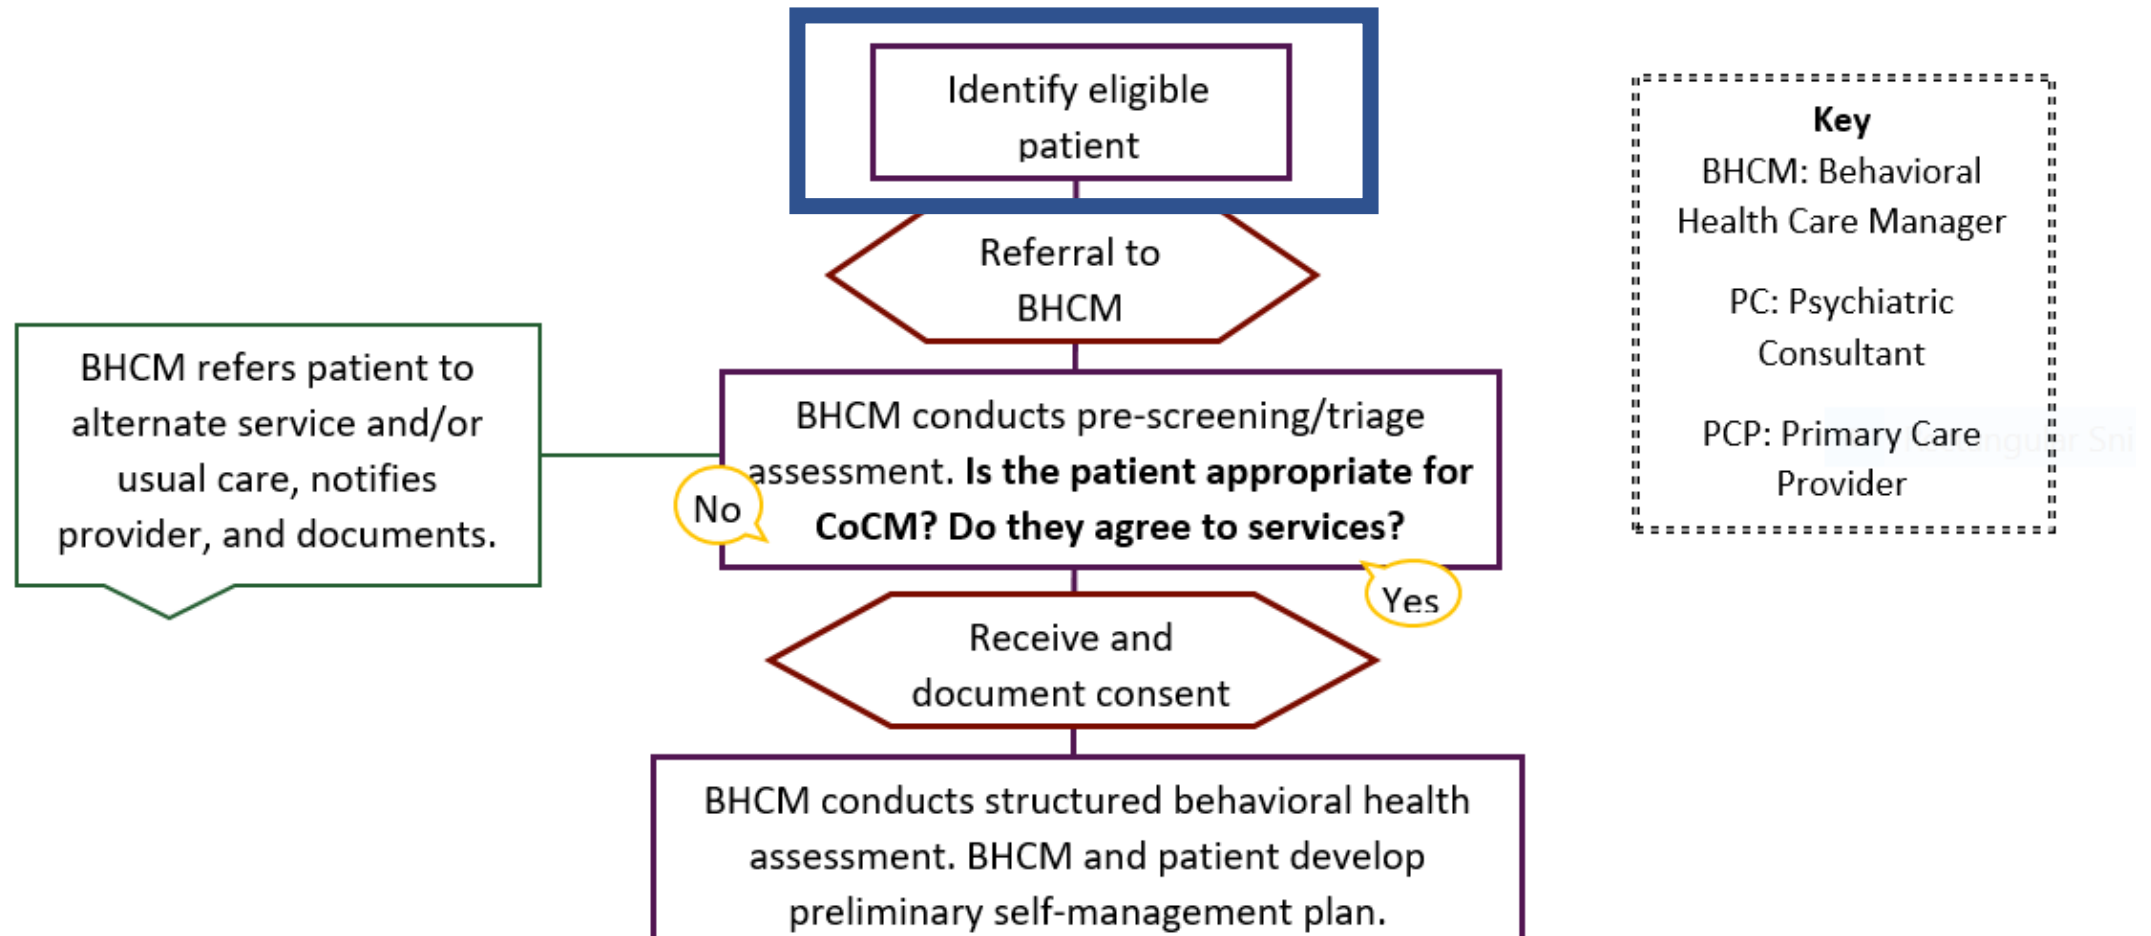 Identify eligible
patient
Referral to
BHCM
BHCM refers patient to
alternate service and/or
usual care, notifies
provider, and documents.
BHCM conducts pre-screening/triage
assessment. Is the patient appropriate for
CoCM? Do they agree to services?
No
Yes
Receive and
document consent
BHCM conducts structured behavioral health
assessment. BHCM and patient develop
preliminary self-management plan.
Key
BHCM: Behavioral
Health Care Manager
PC: Psychiatric
Consultant
PCP: Primary Care
Provider